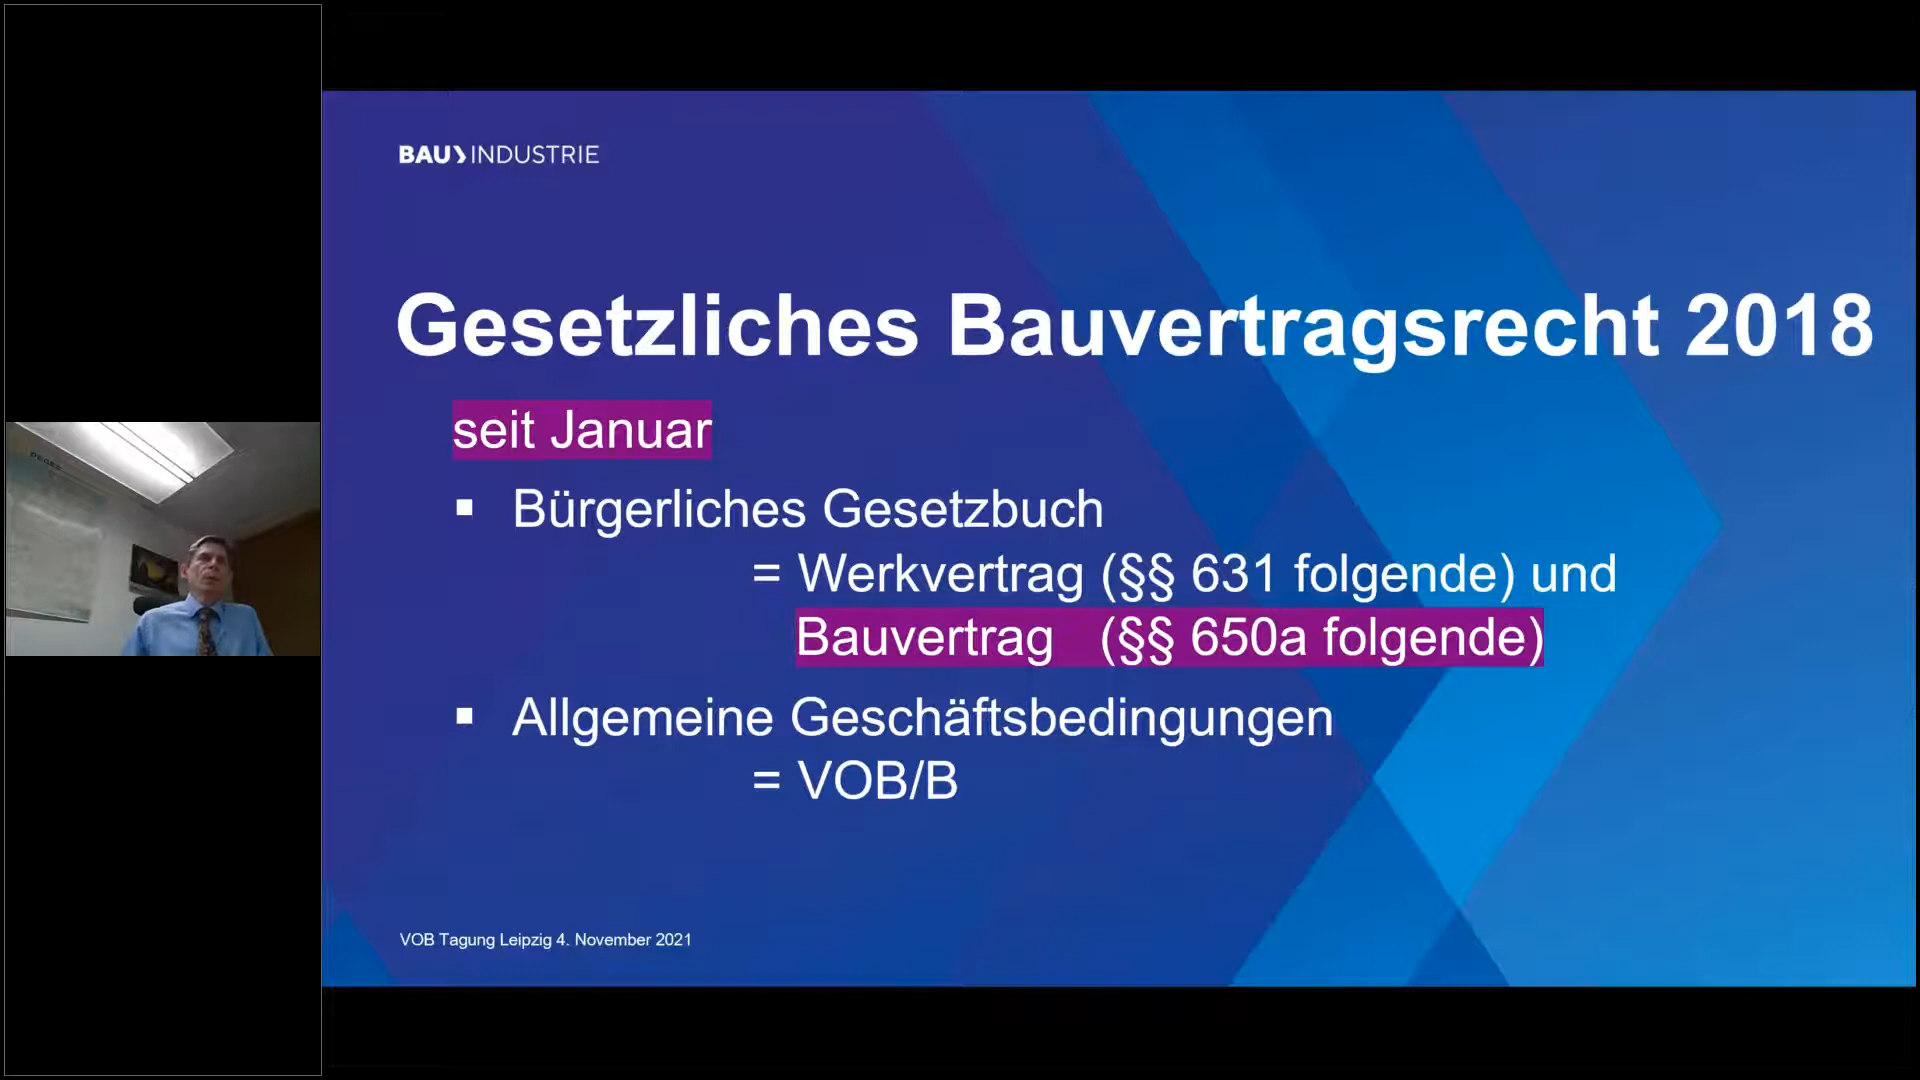 BAU INDUSTRIE
Gesetzliches Bauvertragsrecht 2018
seit Januar
▪ Bürgerliches Gesetzbuch
= Werkvertrag (§§ 631 folgende) und
Bauvertrag (§§ 650a folgende)
▪ Allgemeine Geschäftsbedingungen
= VOB/B
VOB Tagung Leipzig 4. November 2021